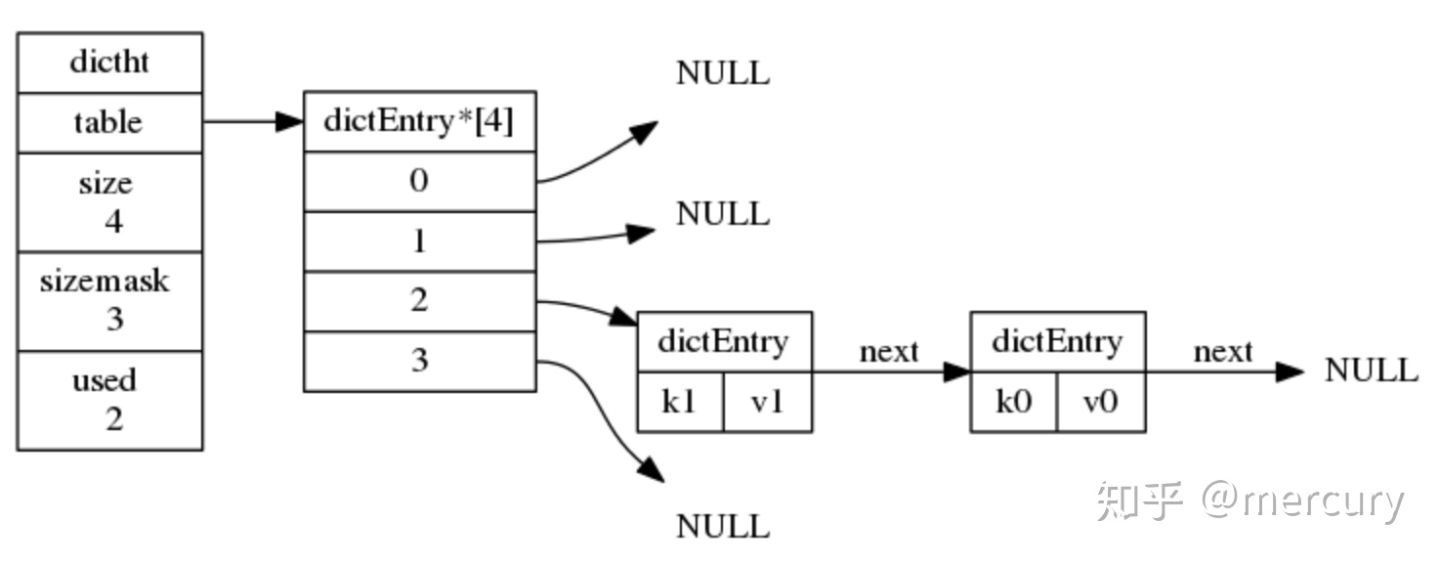 dictht
table
size
4
sizemask
3
used
2
dictEntry*[4]
0
1
2
3
NULL
NULL
dictEntry
k1
v1
next
dictEntry
k0
v0
next
NULL
NULL
知乎 @mercury